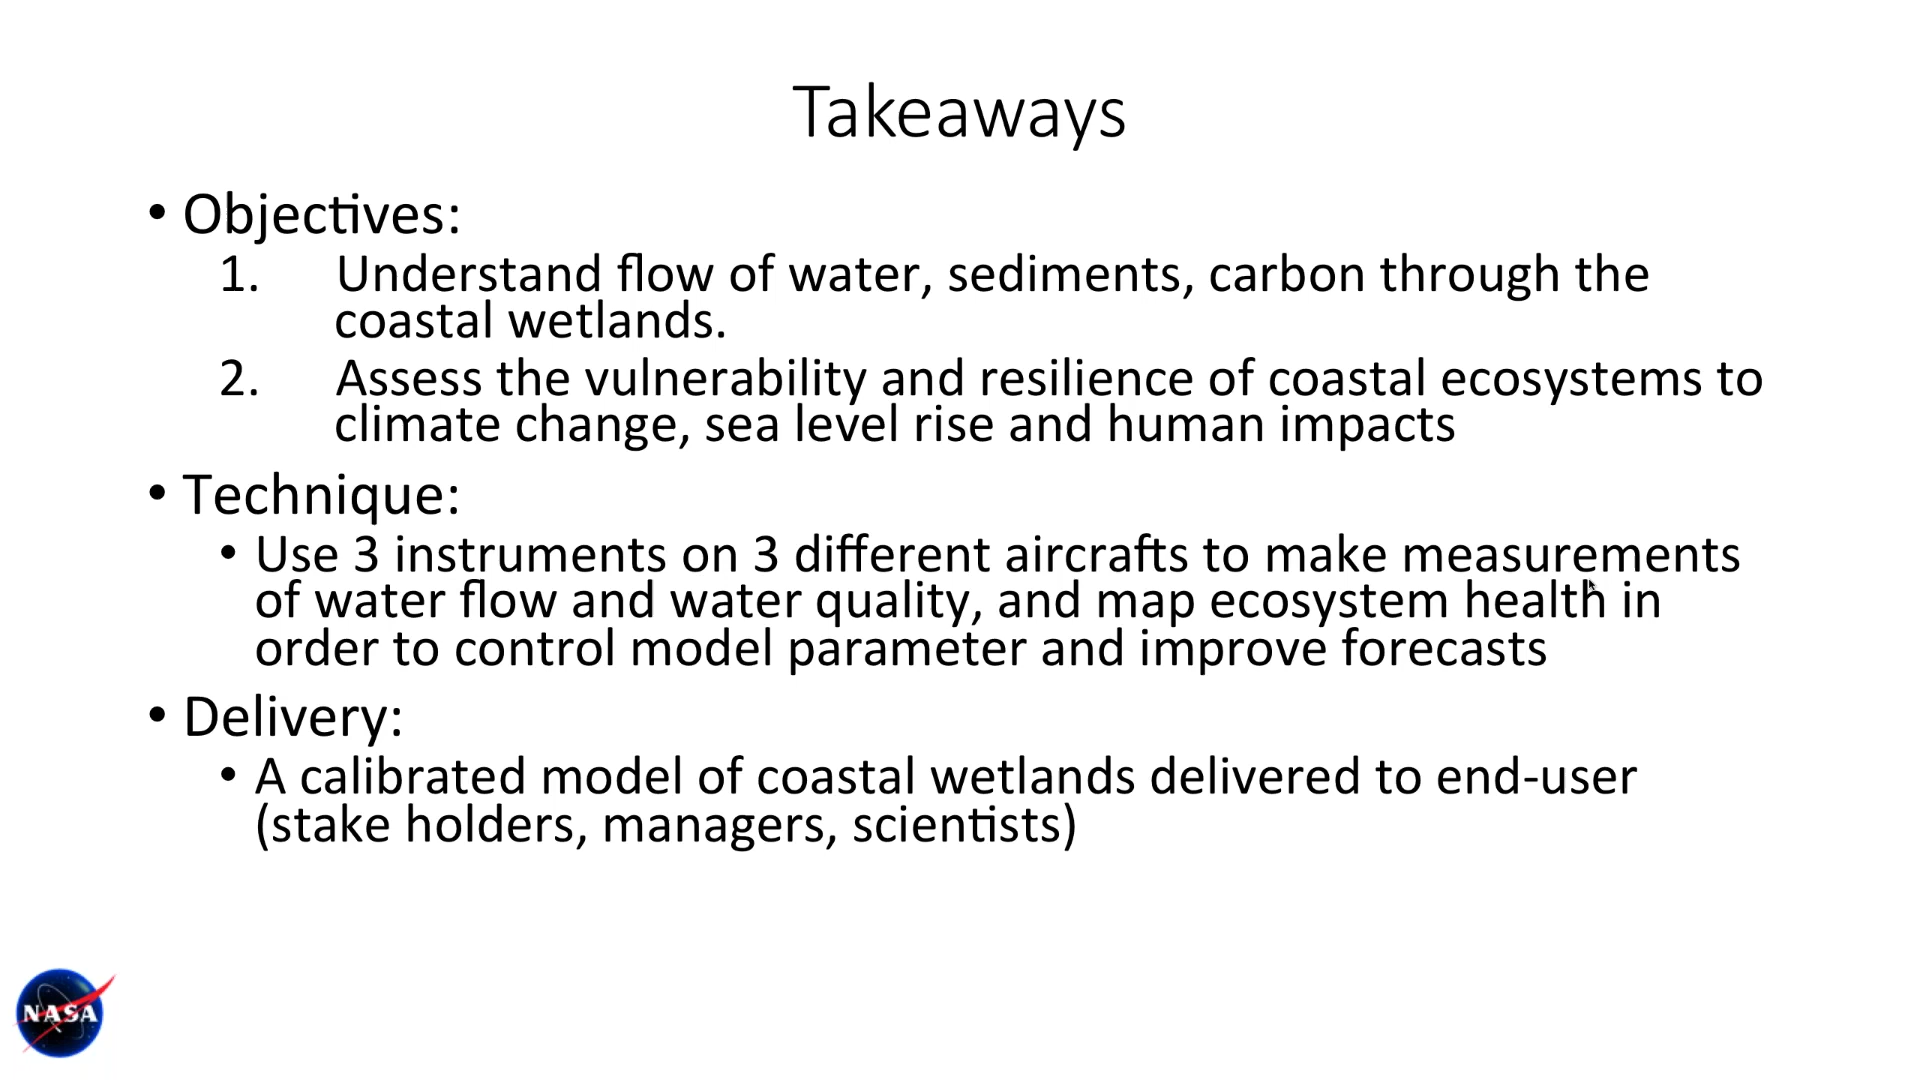 Takeaways
• Objectives:
1. Understand flow of water, sediments, carbon through the
coastal wetlands.
2. Assess the vulnerability and resilience of coastal ecosystems to
climate change, sea level rise and human impacts
• Technique:
• Use 3 instruments on 3 different aircrafts to make measurements
of water flow and water quality, and map ecosystem health in
order to control model parameter and improve forecasts
• Delivery:
• A calibrated model of coastal wetlands delivered to end-user
(stake holders, managers, scientists)
NASA